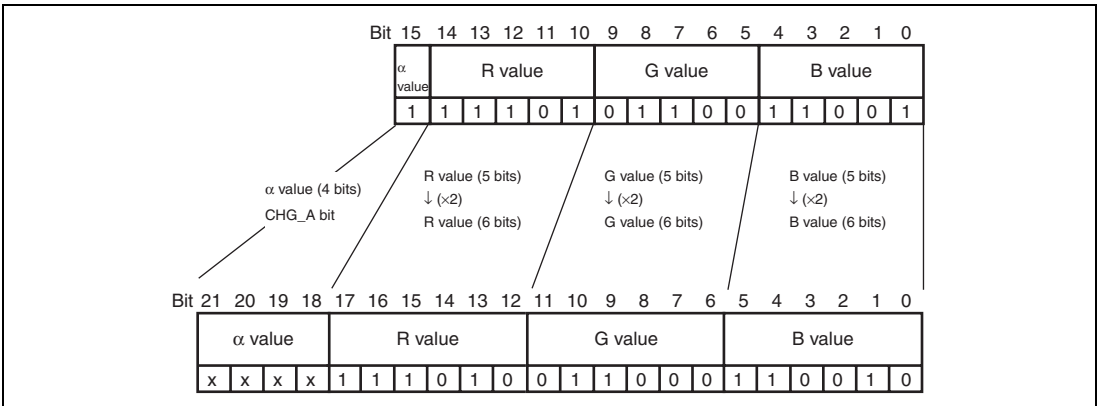 Bit 15 14 13 12 11 10 9 8 7 6 5 4 3 2 1 0
α value R value G value B value
1 1 1 1 0 1 0 1 1 0 0 1 1 0 0 1
α value (4 bits)
CHG_A bit
R value (5 bits)
↓ (×2)
R value (6 bits)
G value (5 bits)
↓ (×2)
G value (6 bits)
B value (5 bits)
↓ (×2)
B value (6 bits)
Bit 21 20 19 18 17 16 15 14 13 12 11 10 9 8 7 6 5 4 3 2 1 0
α value R value G value B value
x x x x 1 1 1 0 1 0 0 1 1 0 0 0 1 1 0 0 1 0